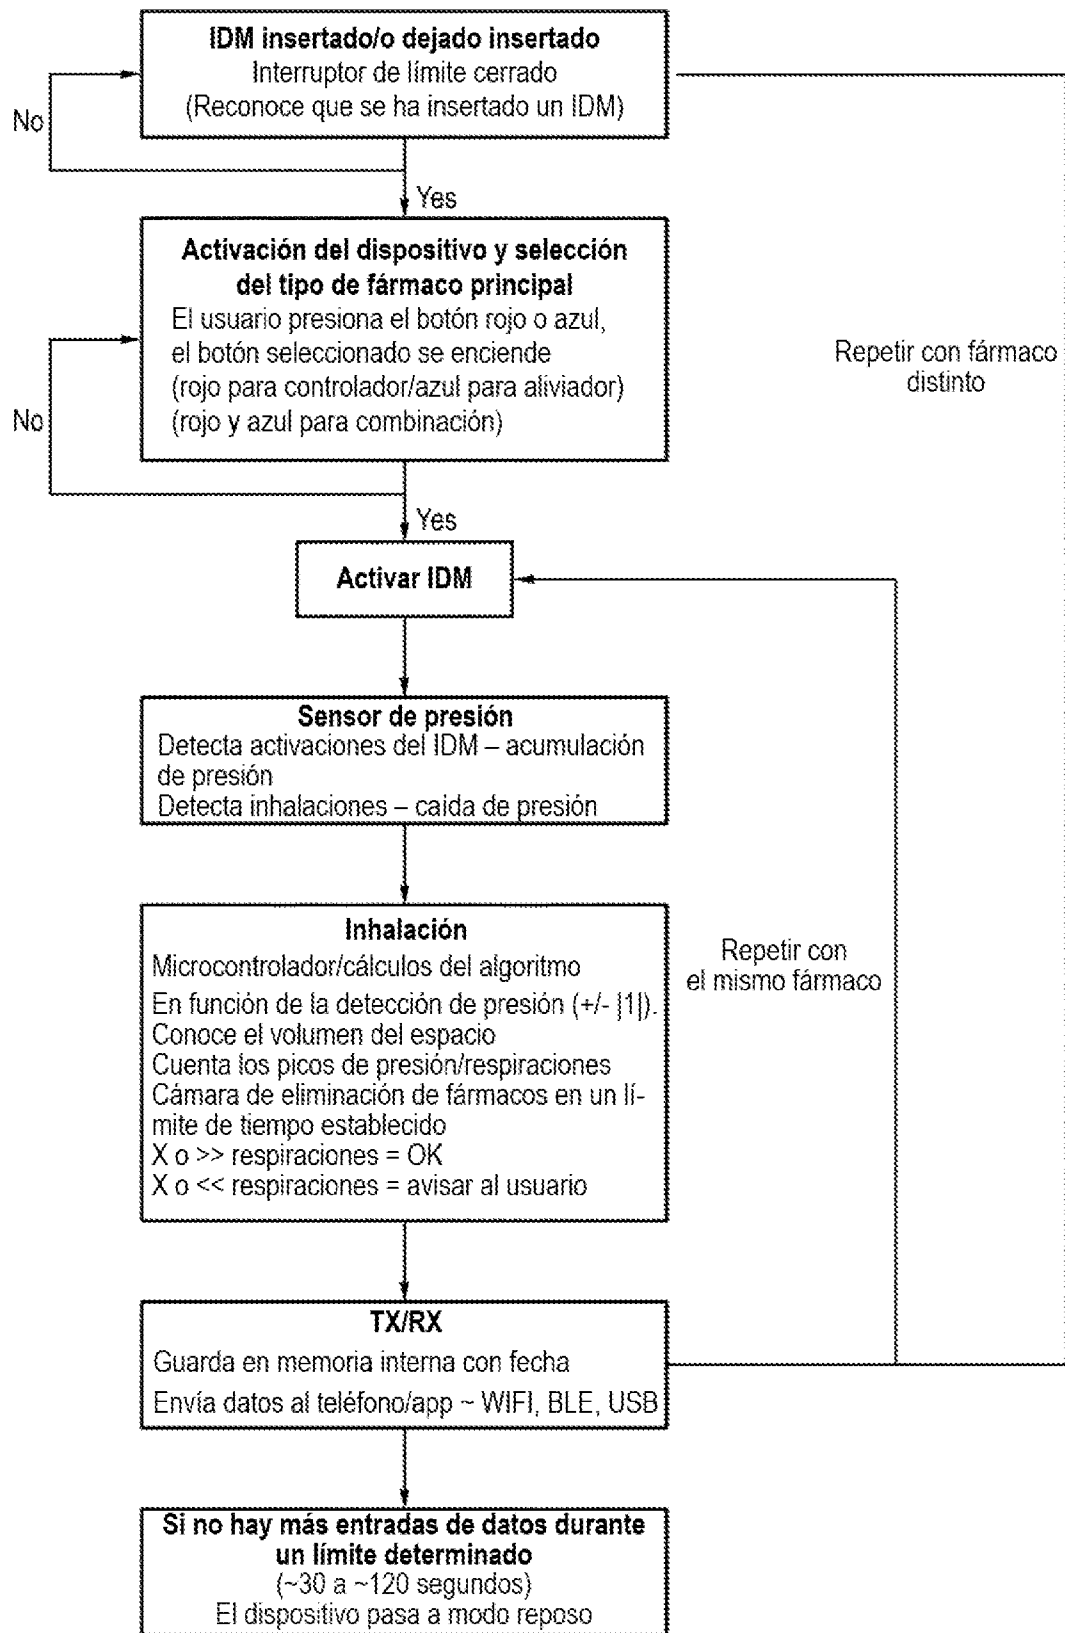 IDM insertado/o dejado insertado
Interruptor de límite cerrado
(Reconoce que se ha insertado un IDM)
No
Yes
Activación del dispositivo y selección
del tipo de fármaco principal
El usuario presiona el botón rojo o azul,
el botón seleccionado se enciende
(rojo para controlador/azul para aliviador)
(rojo y azul para combinación)
No
Repetir con fármaco
distinto
Yes
Activar IDM
Sensor de presión
Detecta activaciones del IDM – acumulación
de presión
Detecta inhalaciones – caída de presión
Inhalación
Microcontrolador/cálculos del algoritmo
En función de la detección de presión (+/- |1|).
Conoce el volumen del espacio
Cuenta los picos de presión/respiraciones
Cámara de eliminación de fármacos en un lí-
mite de tiempo establecido
X o >> respiraciones = OK
X o << respiraciones = avisar al usuario
Repetir con
el mismo fármaco
TX/RX
Guarda en memoria interna con fecha
Envía datos al teléfono/app ~ WIFI, BLE, USB
Si no hay más entradas de datos durante
un límite determinado
(~30 a ~120 segundos)
El dispositivo pasa a modo reposo